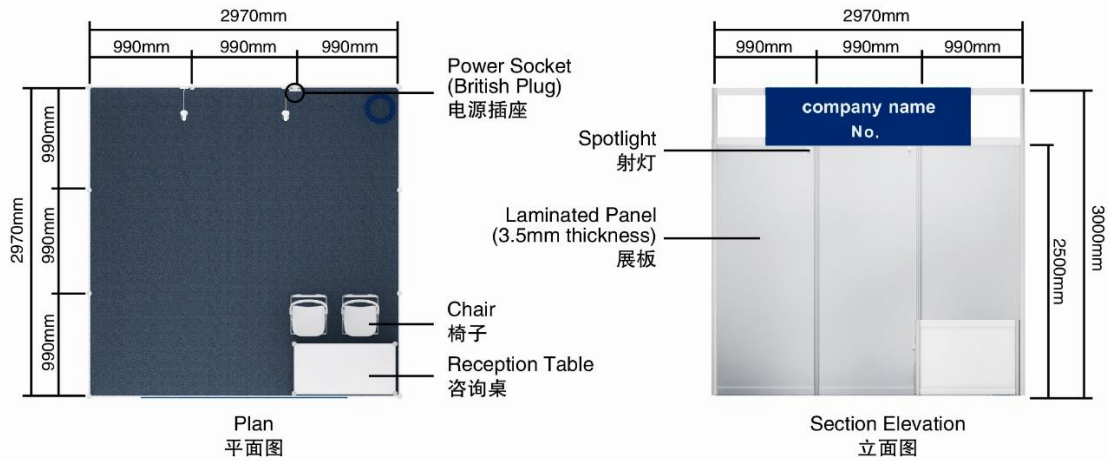 2970mm
990mm
990mm
990mm
2970mm
990mm
990mm
990mm
Power Socket
(British Plug)
电源插座
Chair
椅子
Reception Table
咨询桌
Plan
平面图
2970mm
990mm
990mm
990mm
company name
No.
Spotlight
射灯
Laminated Panel
(3.5mm thickness)
展板
2500mm
3000mm
Section Elevation
立面图